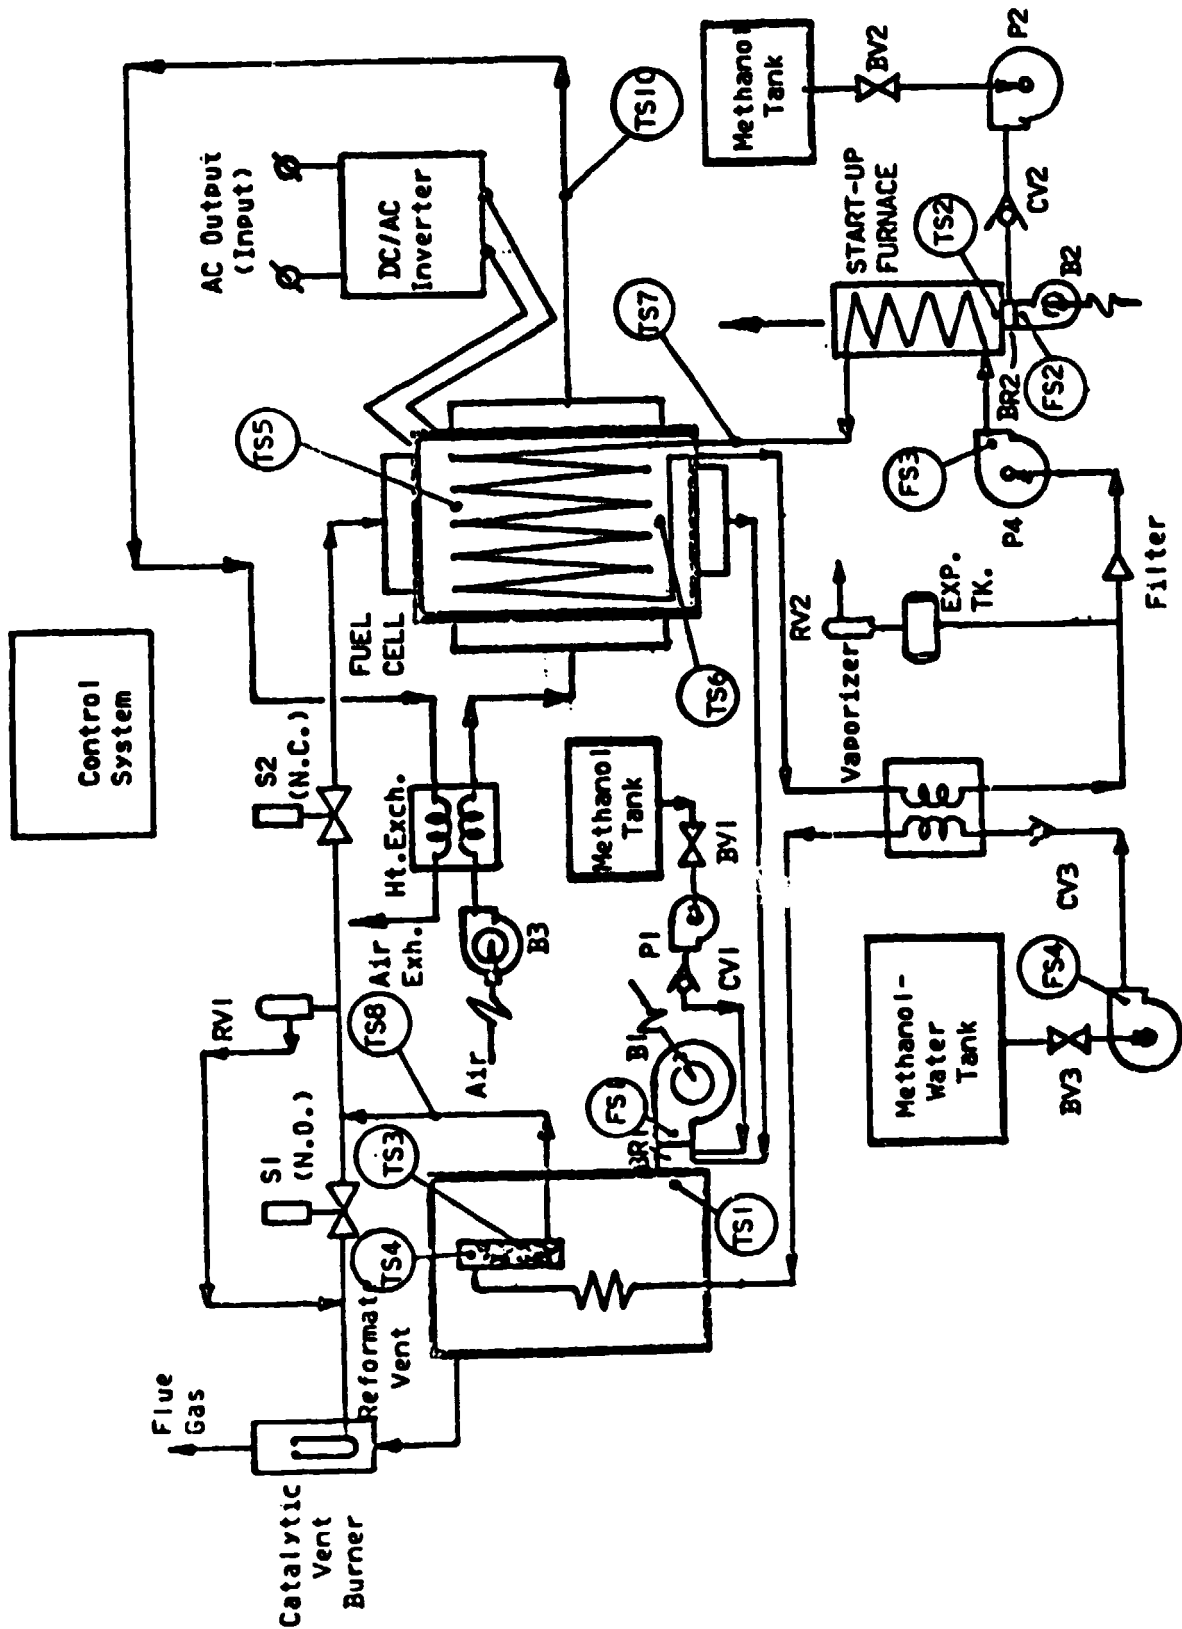 Control
System
AC Output
(Input)
DC/AC
Inverter
TS10
Methanol
Tank
BV2
P2
CV2
START-UP
FURNACE
TS2
B2
BR2
FS2
TS7
TS5
FUEL
CELL
TS6
FS3
P4
Filter
EXP.
TK.
RV2
Vaporizer
S2
(N.C.)
Ht.Exch.
Air
Exh.
B3
Air
Methanol
Tank
BV1
P1
CV1
B1
FS1
BR1
TS1
RV1
TS8
TS3
TS4
S1
(N.O.)
Reformat
Vent
Flue
Gas
Catalytic
Vent
Burner
Methanol-
Water
Tank
FS4
BV3
CV3